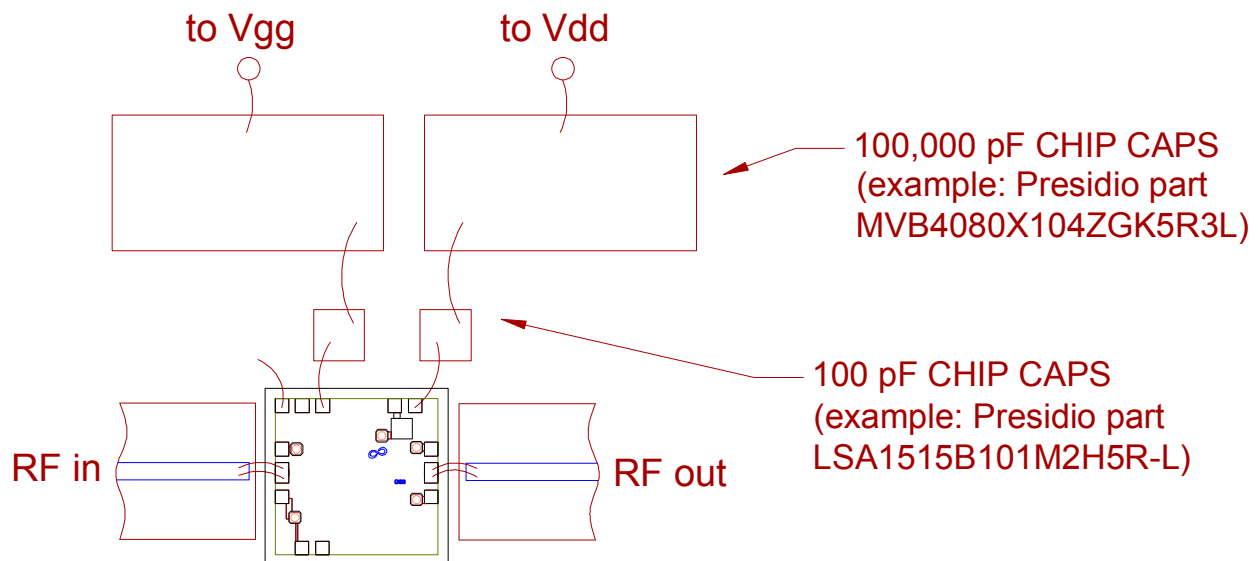 to Vgg
to Vdd
100,000 pF CHIP CAPS
(example: Presidio part
MVB4080X104ZGK5R3L)
100 pF CHIP CAPS
(example: Presidio part
LSA1515B101M2H5R-L)
RF in
RF out